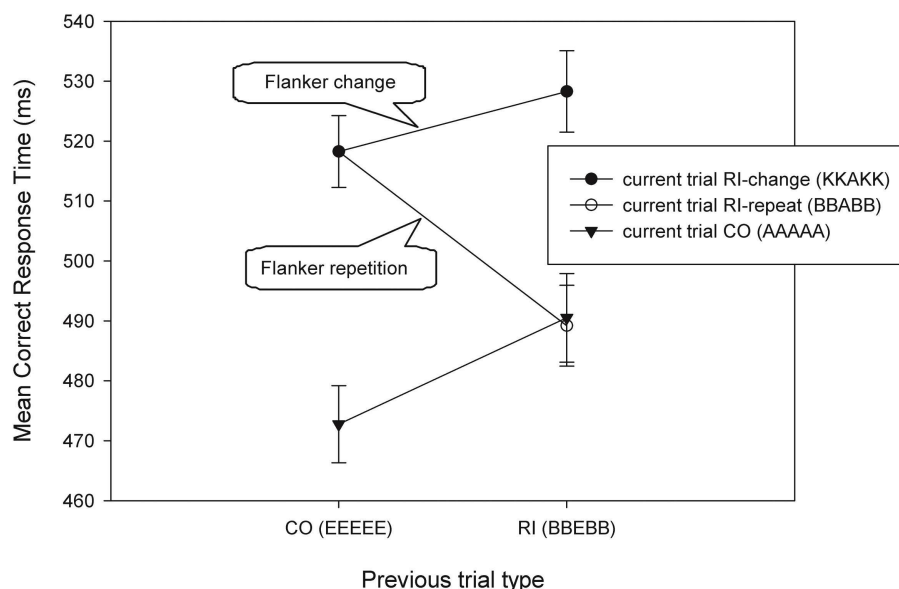 540
530
520
510
500
490
480
470
460
Mean Correct Response Time (ms)
Flanker change
Flanker repetition
current trial RI-change (KKAKK)
current trial RI-repeat (BBABB)
current trial CO (AAAAA)
CO (EEEEE)
RI (BBEBB)
Previous trial type